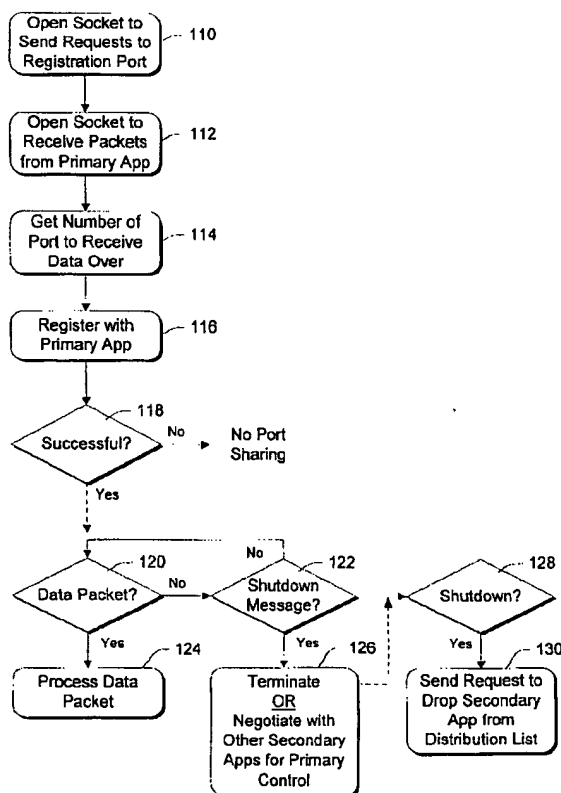 Open Socket to
Send Requests to
Registration Port
110
Open Socket to
Receive Packets
from Primary App
112
Get Number of
Port to Receive
Data Over
114
Register with
Primary App
116
118
Successful?
No
No Port
Sharing
Yes
120
Data Packet?
No
No
122
Shutdown
Message?
128
Shutdown?
Yes
124
Process Data
Packet
Yes
126
Terminate
OR
Negotiate with
Other Secondary
Apps for Primary
Control
Yes
130
Send Request to
Drop Secondary
App from
Distribution List